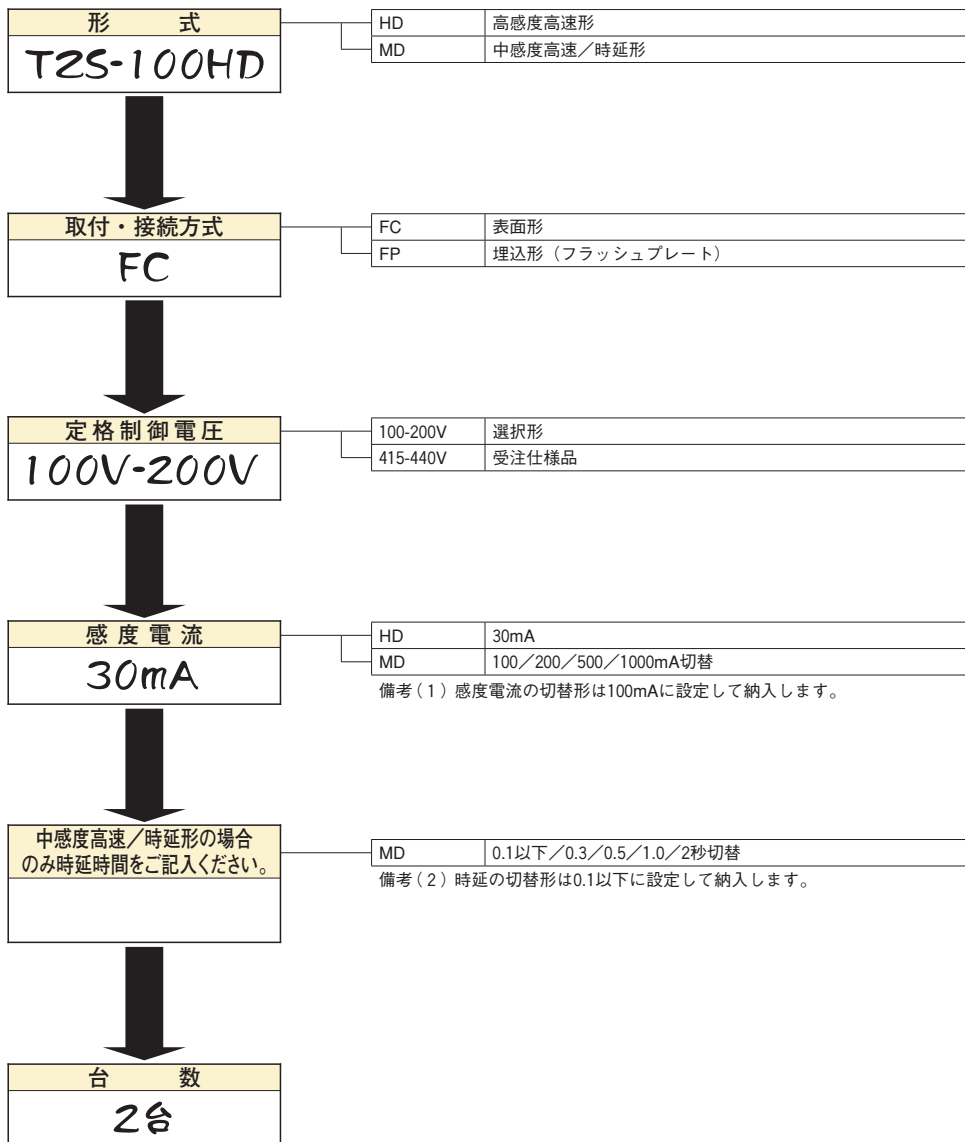 形 式
TZS-100HD
HD 高感度高速形
MD 中感度高速／時延形
取付・接続方式
FC
FC 表面形
FP 埋込形（フラッシュプレート）
定格制御電圧
100V-200V
100-200V 選択形
415-440V 受注仕様品
感度電流
30mA
HD 30mA
MD 100／200／500／1000mA切替
備考（1）感度電流の切替形は100mAに設定して納入します。
中感度高速／時延形の場合
のみ時延時間をご記入ください。
MD 0.1以下／0.3／0.5／1.0／2秒切替
備考（2）時延の切替形は0.1以下に設定して納入します。
台 数
2台